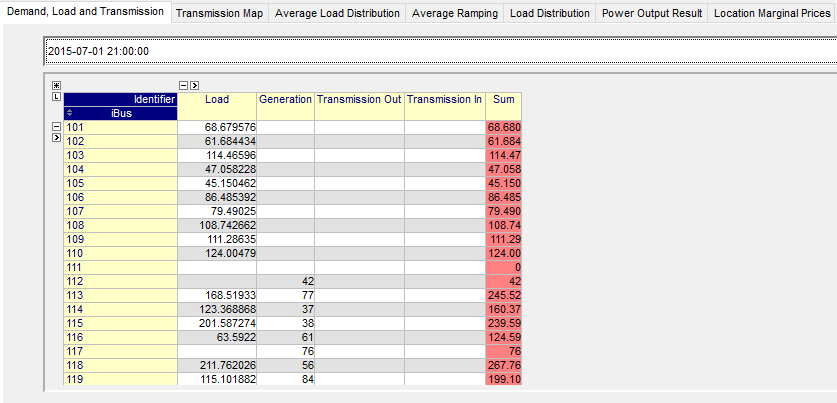 Demand, Load and Transmission Transmission Map Average Load Distribution Average Ramping Load Distribution Power Output Result Location Marginal Prices
2015-07-01 21:00:00
Identifier Load Generation Transmission Out Transmission In Sum
iBus
101 68.679576 68.680
102 61.684434 61.684
103 114.46596 114.47
104 47.058228 47.058
105 45.150462 45.150
106 86.485392 86.485
107 79.49025 79.490
108 108.742662 108.74
109 111.28635 111.29
110 124.00479 124.00
111 0
112 42 42
113 168.51933 77 245.52
114 123.368868 37 160.37
115 201.587274 38 239.59
116 63.5922 61 124.59
117 76 76
118 211.762026 56 267.76
119 115.101882 84 199.10